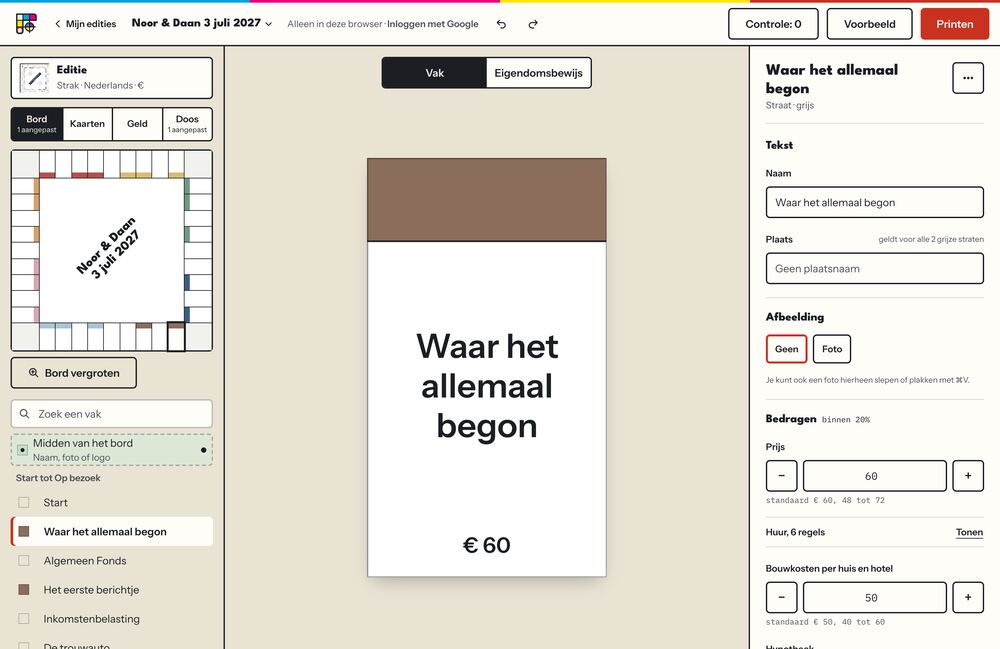 Mijn edities
Noor & Daan 3 juli 2027
Alleen in deze browser · Inloggen met Google
Controle: 0
Voorbeeld
Printen
Editie
Strak · Nederlands · €
Bord
1 aangepast
Kaarten
Geld
Doos
1 aangepast
Noor & Daan
3 juli 2027
Bord vergroten
Zoek een vak
Midden van het bord
Naam, foto of logo
Start tot Op bezoek
Start
Waar het allemaal begon
Algemeen Fonds
Het eerste berichtje
Inkomstenbelasting
De trouwauto
Vak
Eigendomsbewijs
Waar het
allemaal
begon
€ 60
Waar het allemaal
begon
Straat · grijs
Tekst
Naam
Waar het allemaal begon
Plaats
geldt voor alle 2 grijze straten
Geen plaatsnaam
Afbeelding
Geen
Foto
Je kunt ook een foto hierheen slepen of plakken met ⌘V.
Bedragen binnen 20%
Prijs
− 60 +
standaard € 60, 48 tot 72
Huur, 6 regels
Tonen
Bouwkosten per huis en hotel
− 50 +
standaard € 50, 40 tot 60
Hypotheek